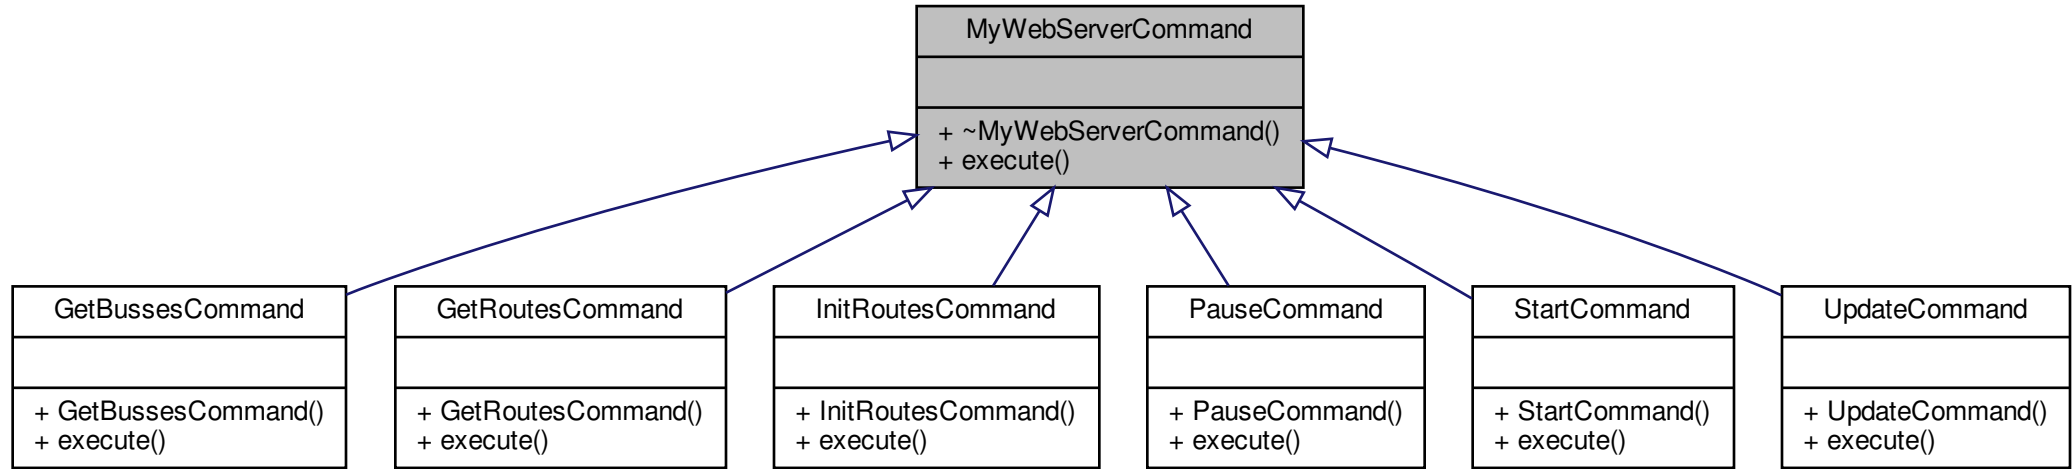 MyWebServerCommand
+ ~MyWebServerCommand()
+ execute()
GetBussesCommand
+ GetBussesCommand()
+ execute()
GetRoutesCommand
+ GetRoutesCommand()
+ execute()
InitRoutesCommand
+ InitRoutesCommand()
+ execute()
PauseCommand
+ PauseCommand()
+ execute()
StartCommand
+ StartCommand()
+ execute()
UpdateCommand
+ UpdateCommand()
+ execute()